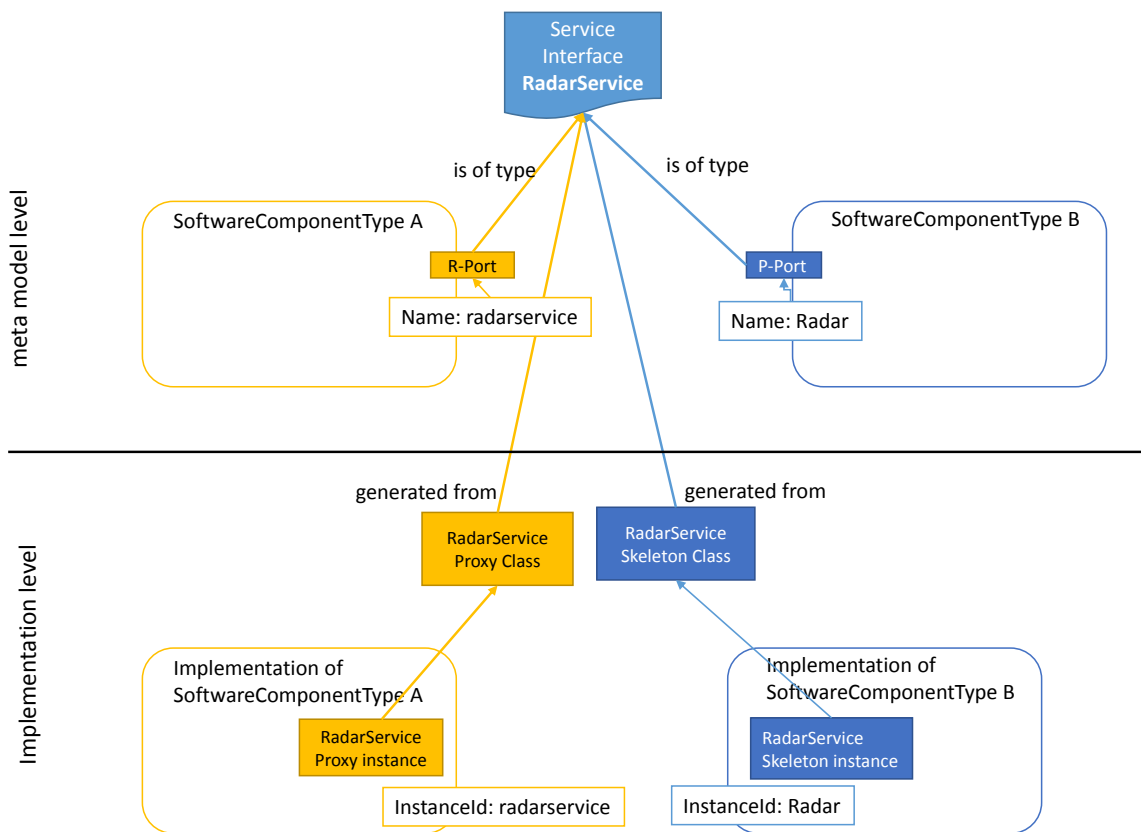 Service
Interface
RadarService
is of type
is of type
meta model level
SoftwareComponentType A
SoftwareComponentType B
R-Port
P-Port
Name: radarservice
Name: Radar
generated from
generated from
Implementation level
RadarService
Proxy Class
RadarService
Skeleton Class
Implementation of
SoftwareComponentType A
Implementation of
SoftwareComponentType B
RadarService
Proxy instance
RadarService
Skeleton instance
InstanceId: radarservice
InstanceId: Radar